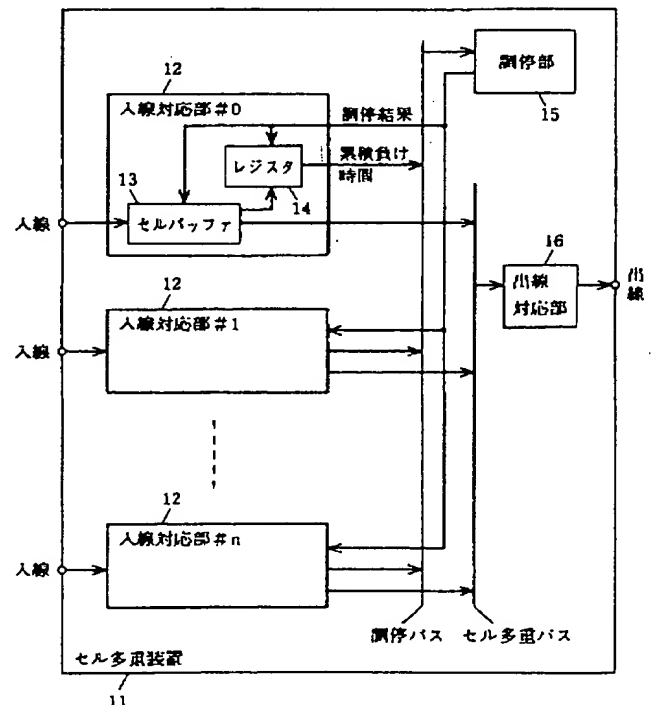 12
入線対応部#0
調停部
15
調停結果
レジスタ
累積負け
時間
14
13
セルバッファ
入線
16
出線
対応部
出線
12
入線対応部#1
入線
12
入線対応部#n
入線
調停バス
セル多重バス
セル多重装置
11